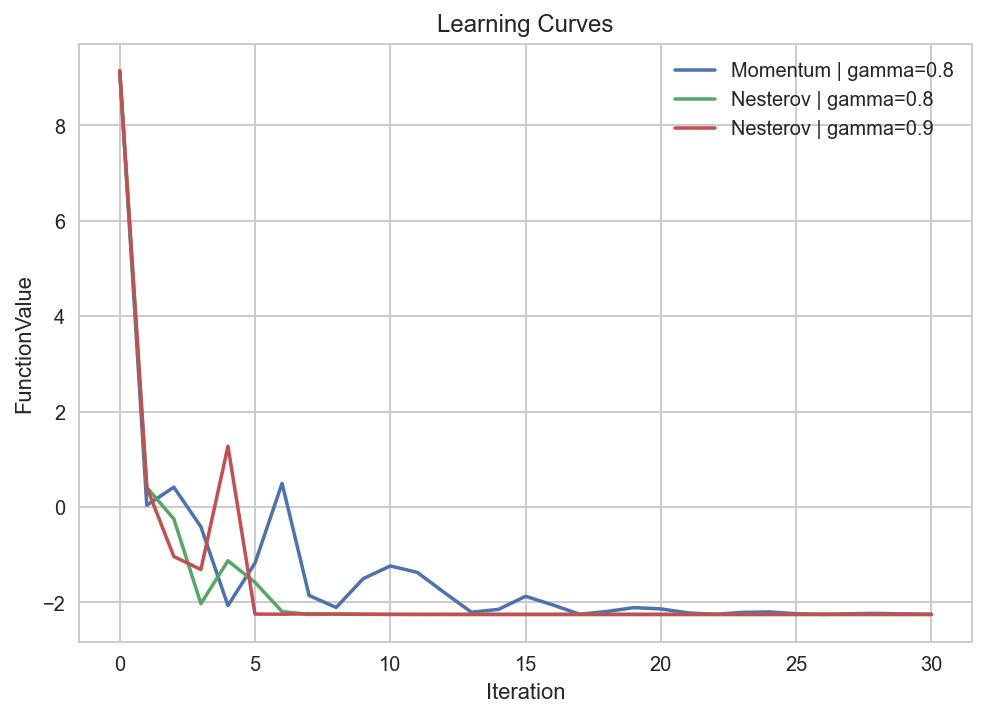 Learning Curves
Momentum | gamma=0.8
Nesterov | gamma=0.8
Nesterov | gamma=0.9
FunctionValue
8
6
4
2
0
−2
0 5 10 15 20 25 30
Iteration